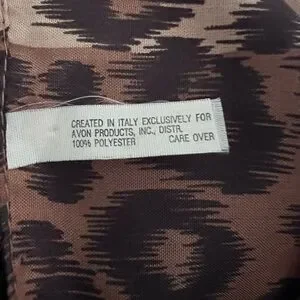 CREATED IN ITALY EXCLUSIVELY FOR
AVON PRODUCTS, INC., DISTR.
100% POLYESTER CARE OVER